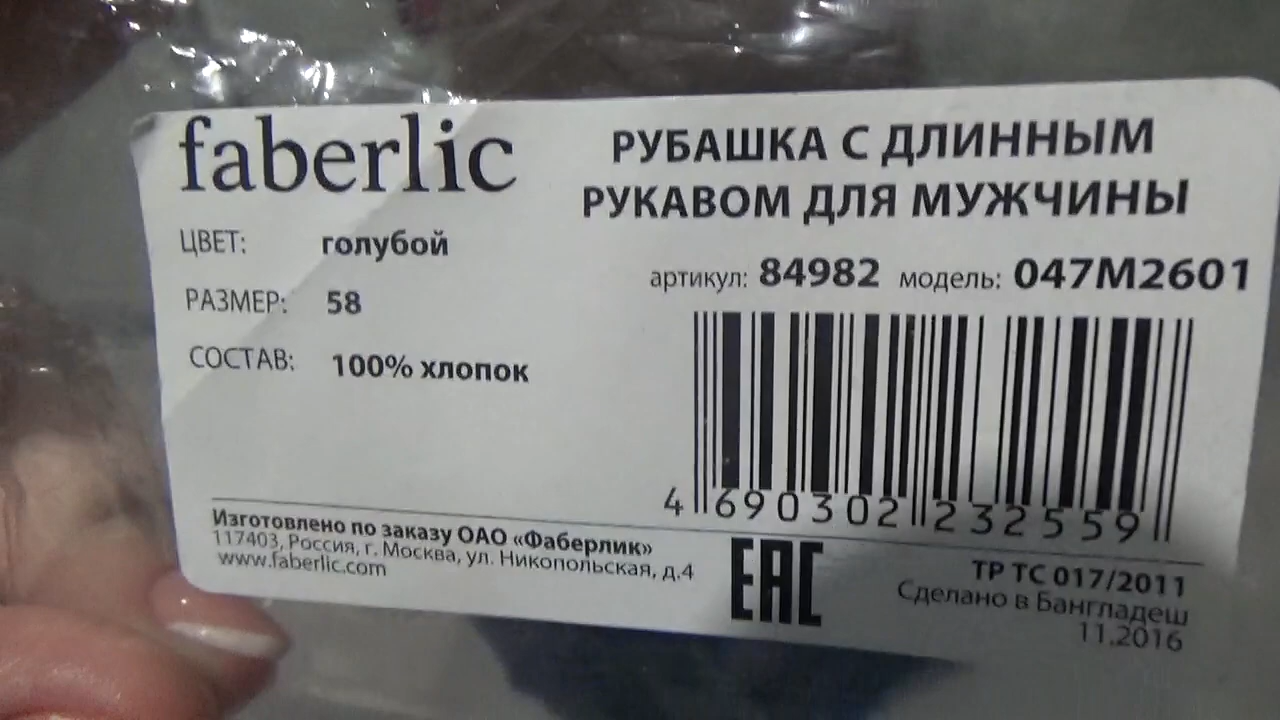 faberlic
РУБАШКА С ДЛИННЫМ
РУКАВОМ ДЛЯ МУЖЧИНЫ
ЦВЕТ: голубой
РАЗМЕР: 58
СОСТАВ: 100% хлопок
артикул: 84982 модель: 047M2601
4 690302 232559
Изготовлено по заказу ОАО «Фаберлик»
117403, Россия, г. Москва, ул. Никопольская, д.4
www.faberlic.com
EAC
ТР ТС 017/2011
Сделано в Бангладеш
11.2016